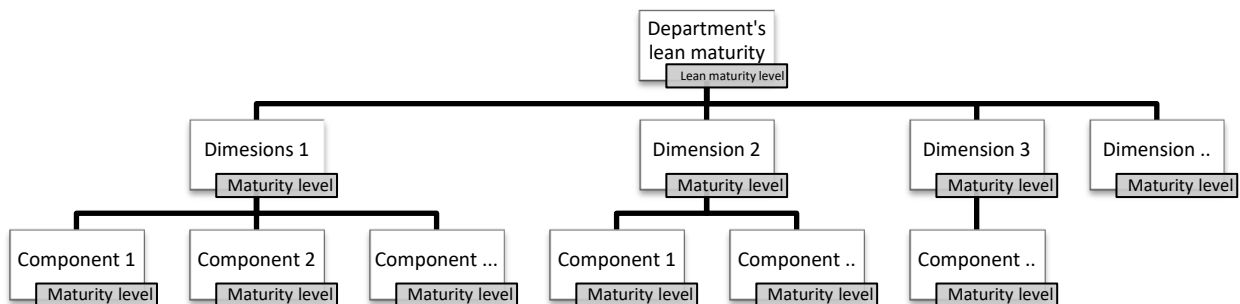 Department's
lean maturity
Lean maturity level
Dimesions 1
Dimension 2
Dimension 3
Dimension ..
Maturity level
Maturity level
Maturity level
Maturity level
Component 1
Component 2
Component ...
Component 1
Component ..
Component ..
Maturity level
Maturity level
Maturity level
Maturity level
Maturity level
Maturity level